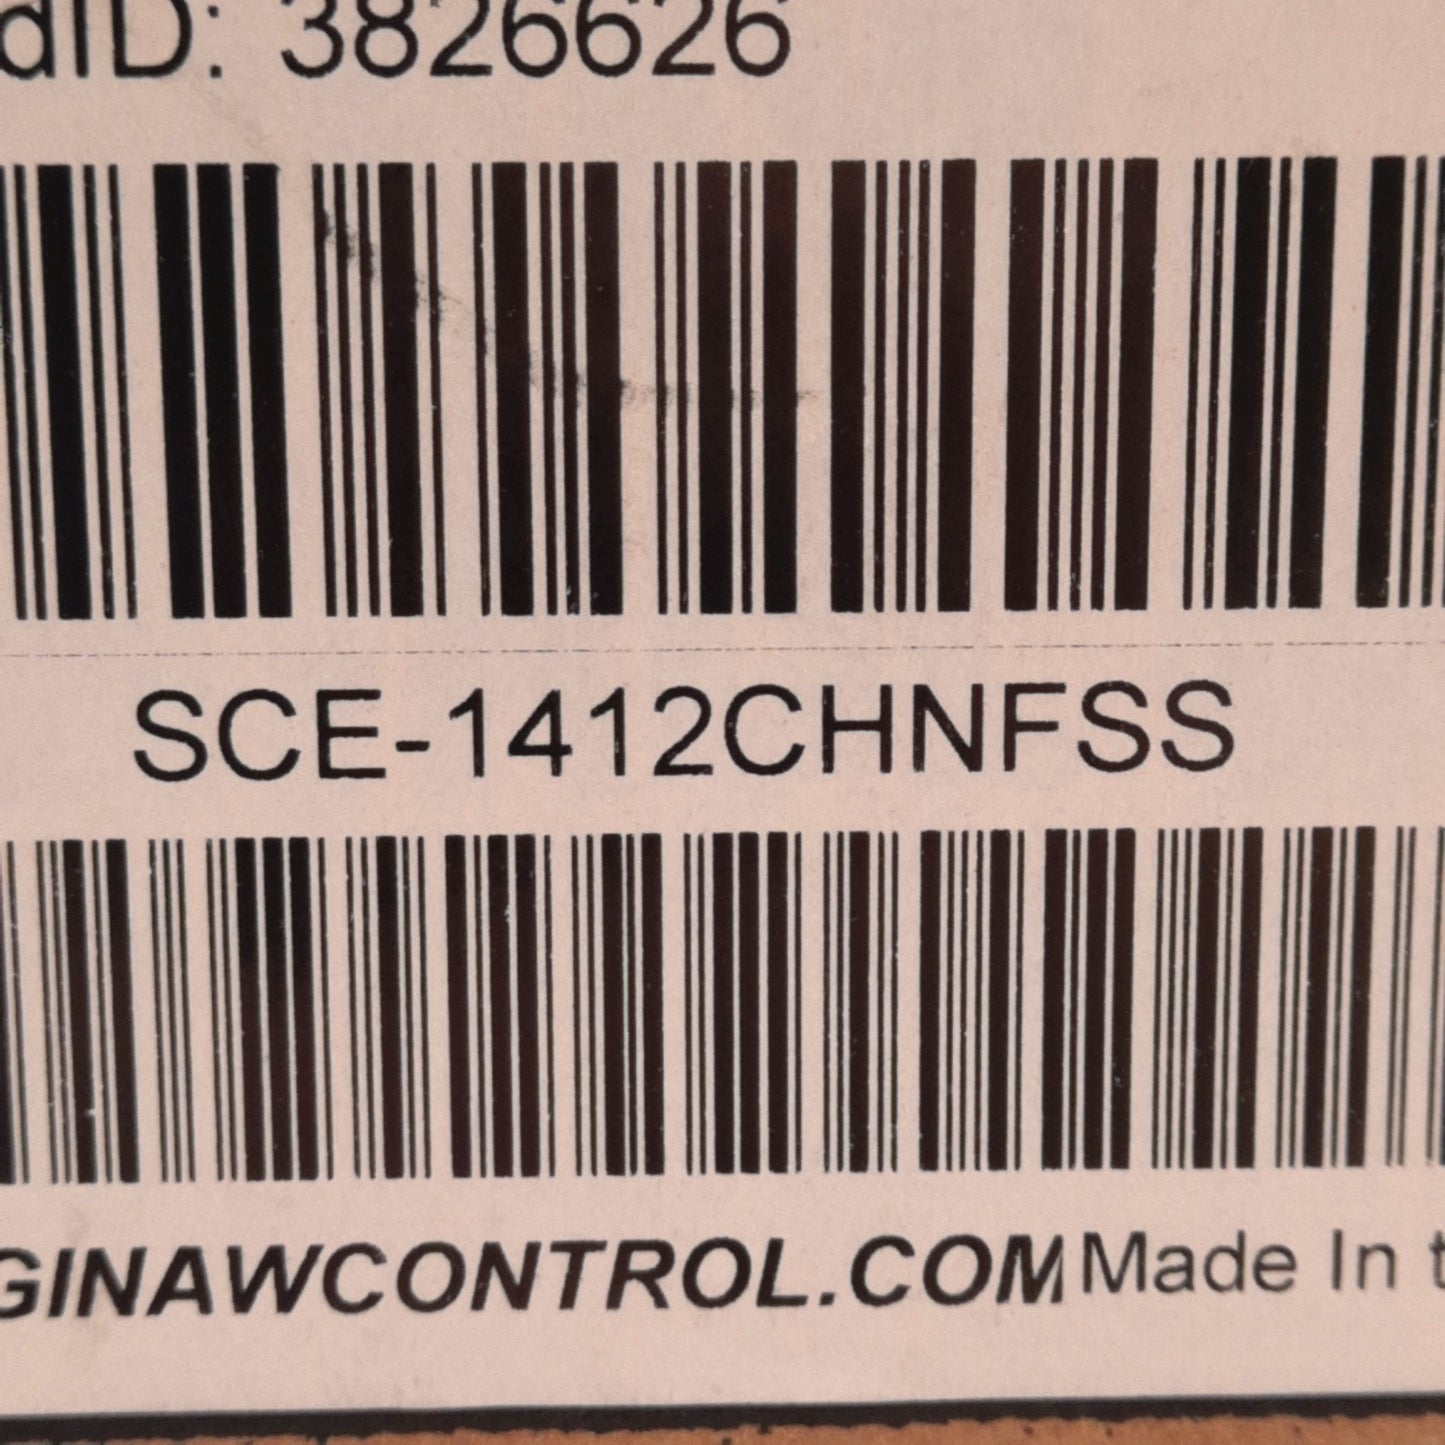 dID: 3826626
SCE-1412CHNFSS
GINAWCONTROL.COM Made In t